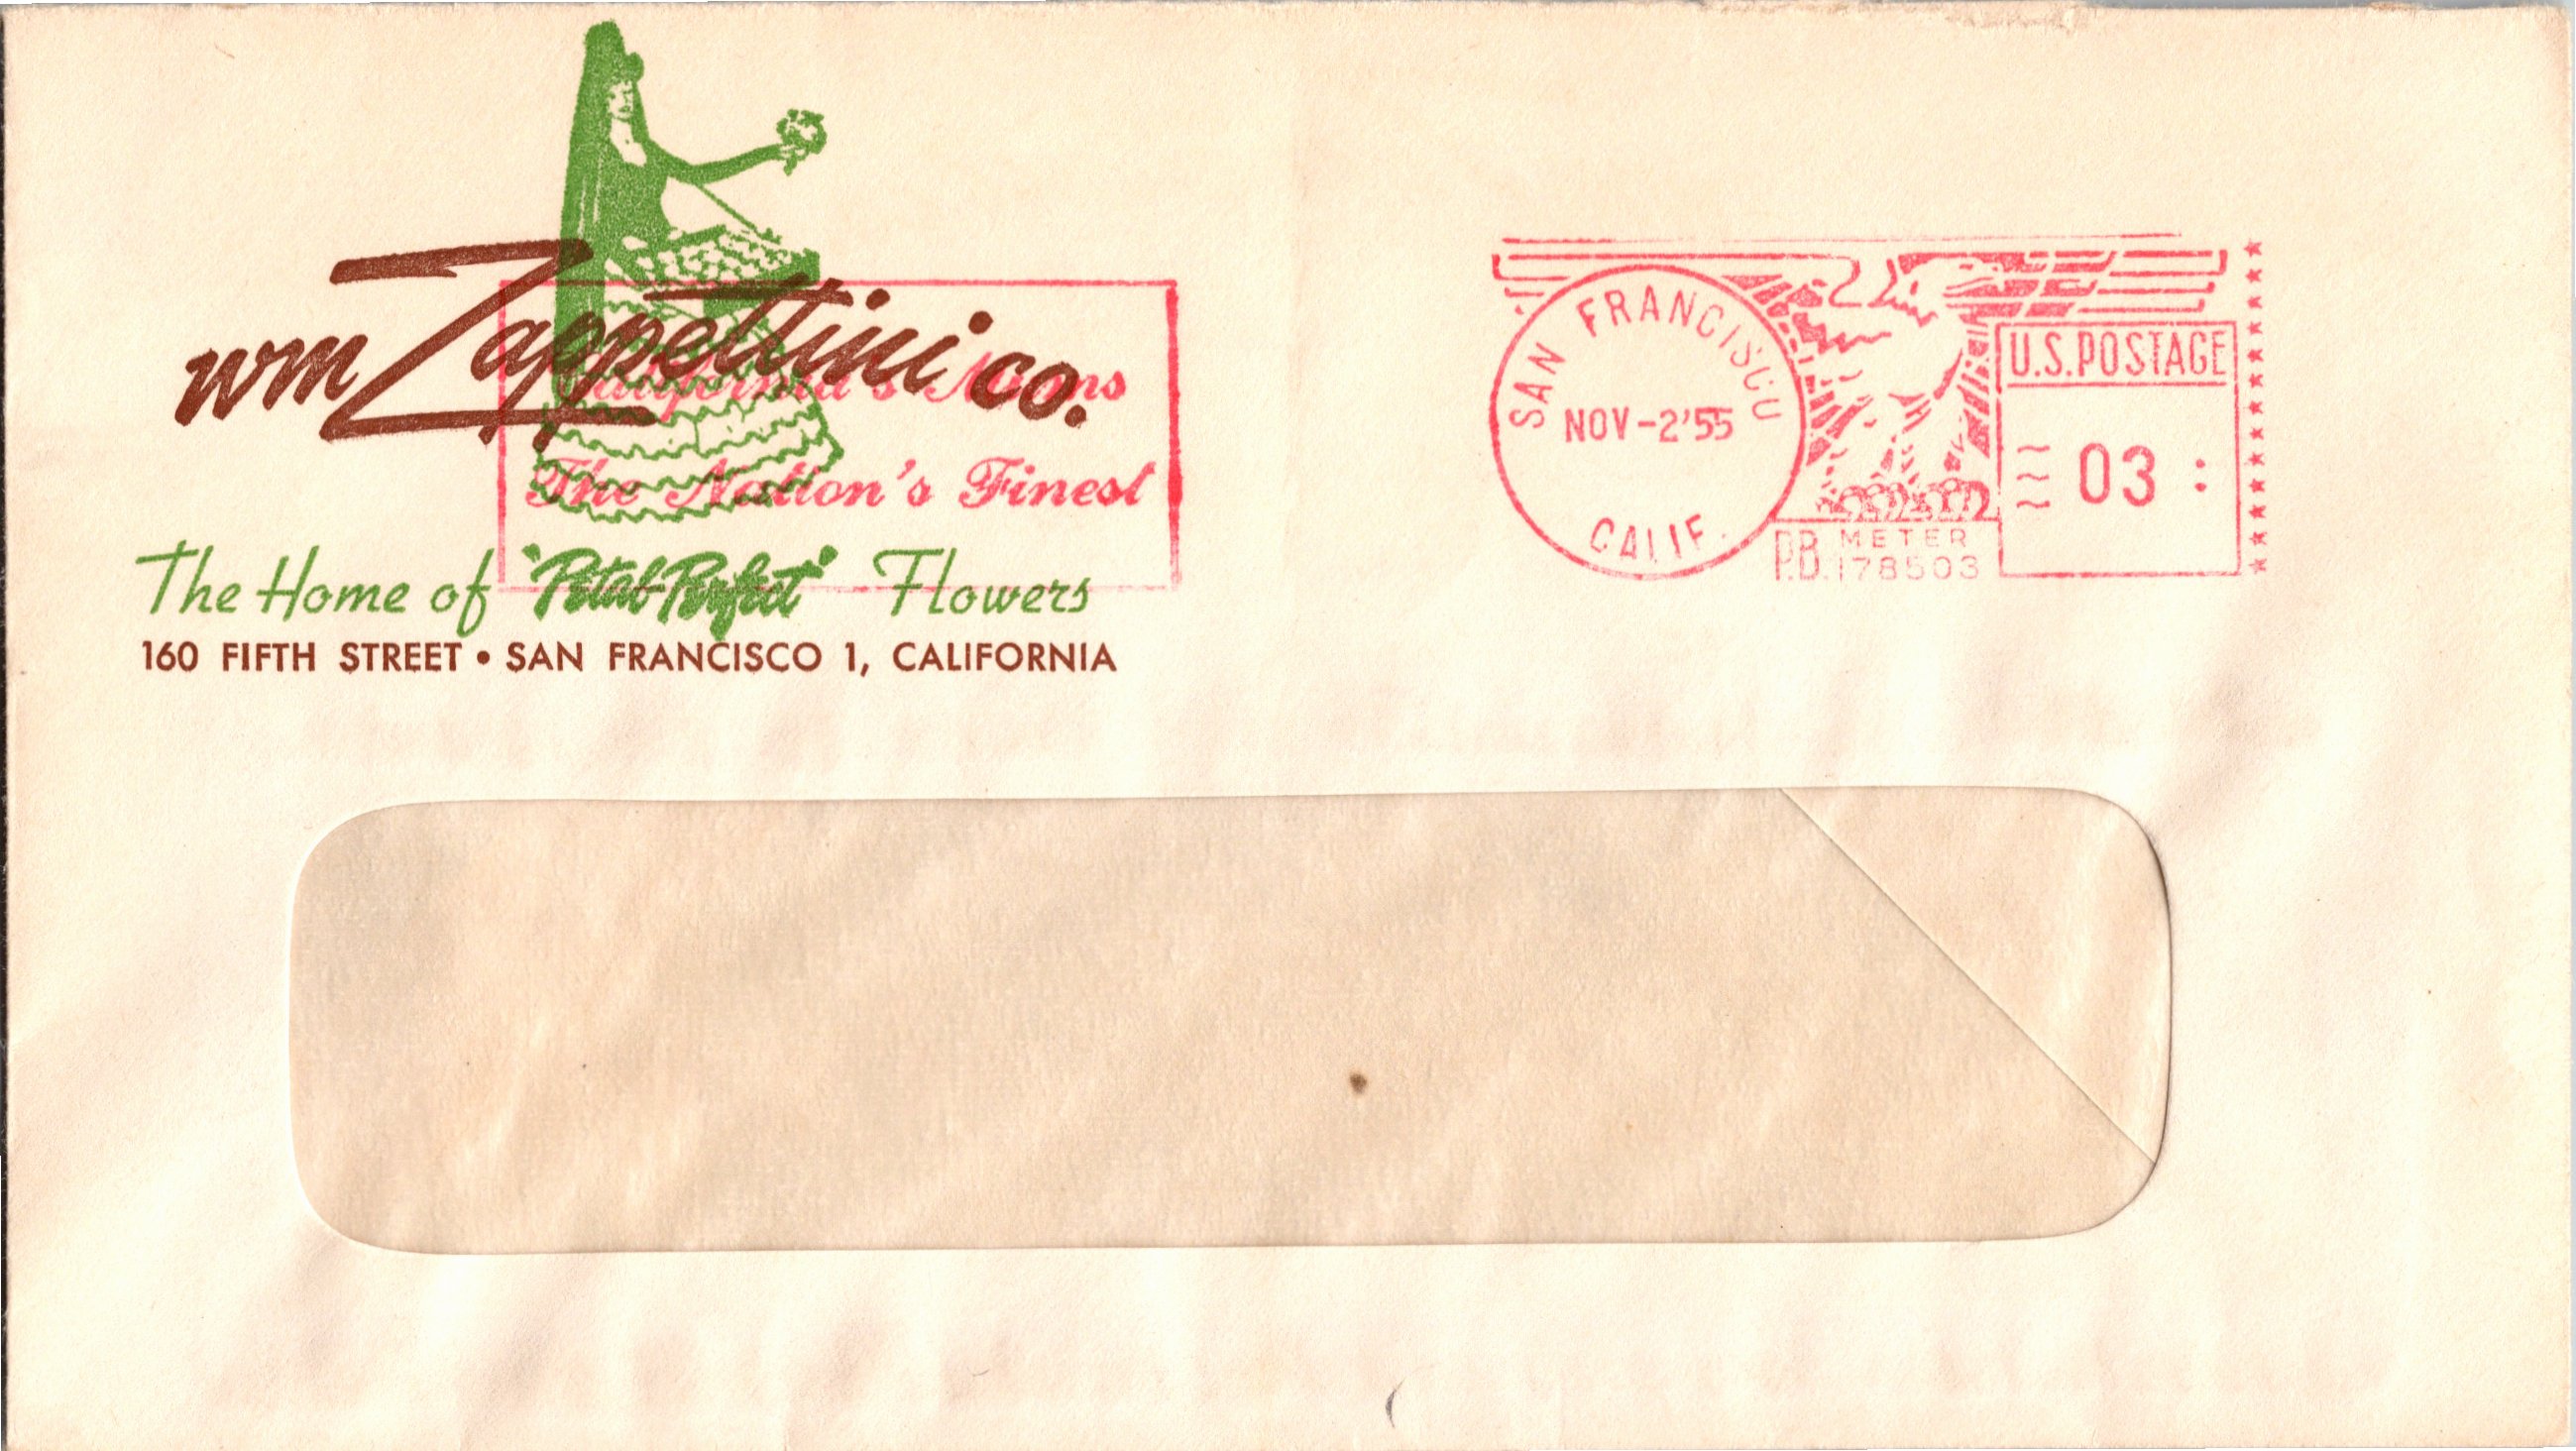 wm Zappettini co.
California's Mums
The Nation's Finest
The Home of "Petal-Perfect" Flowers
160 FIFTH STREET • SAN FRANCISCO 1, CALIFORNIA
SAN FRANCISCO
NOV-2'55
CALIF.
P.B. METER
178503
U.S.POSTAGE
03